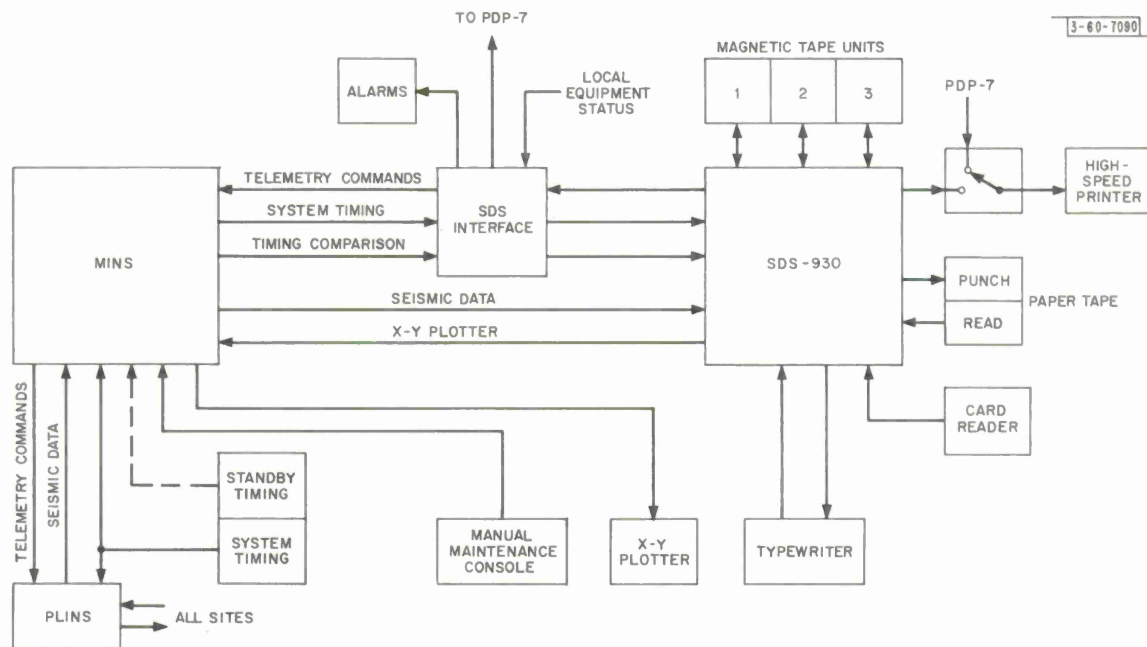 TO PDP-7
3-60-7090
MAGNETIC TAPE UNITS
ALARMS
LOCAL
EQUIPMENT
STATUS
1
2
3
PDP-7
HIGH-
SPEED
PRINTER
MINS
TELEMETRY COMMANDS
SYSTEM TIMING
TIMING COMPARISON
SDS
INTERFACE
SDS-930
SEISMIC DATA
X-Y PLOTTER
PUNCH
READ
PAPER TAPE
CARD
READER
TELEMETRY COMMANDS
SEISMIC DATA
STANDBY
TIMING
SYSTEM
TIMING
MANUAL
MAINTENANCE
CONSOLE
X-Y
PLOTTER
TYPEWRITER
PLINS
ALL SITES